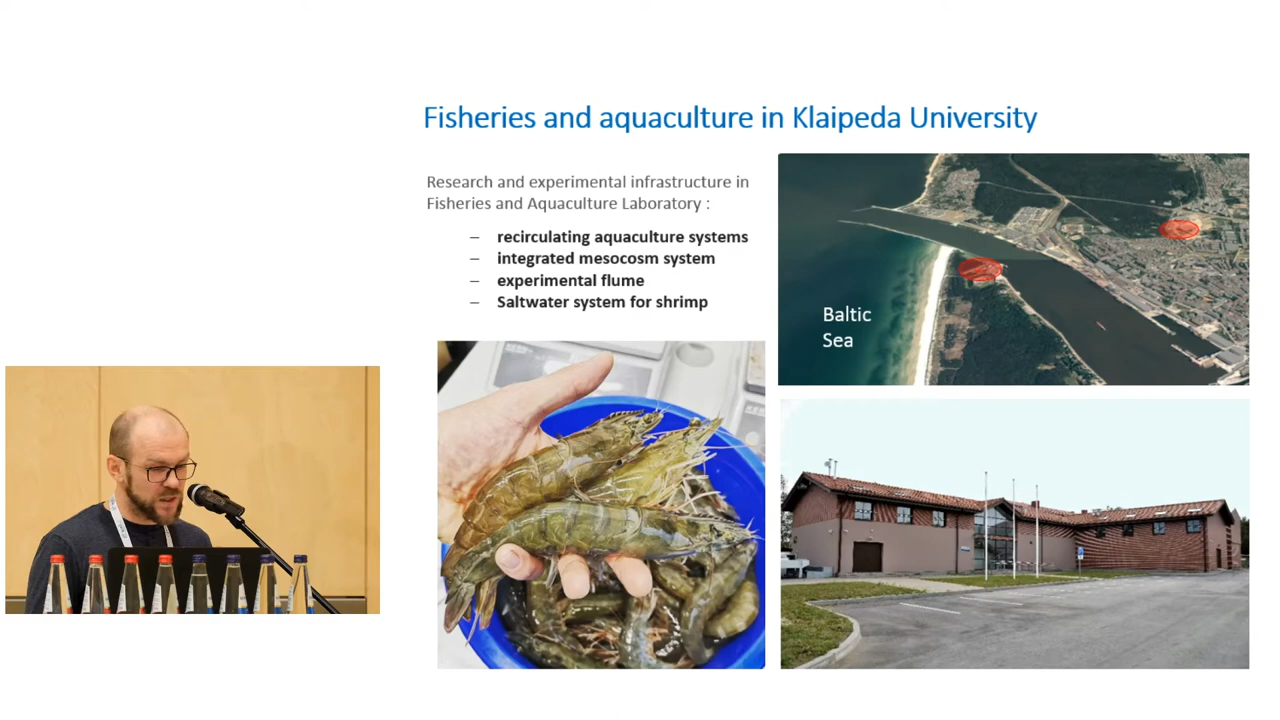 Fisheries and aquaculture in Klaipeda University
Research and experimental infrastructure in
Fisheries and Aquaculture Laboratory :
– recirculating aquaculture systems
– integrated mesocosm system
– experimental flume
– Saltwater system for shrimp
Baltic
Sea